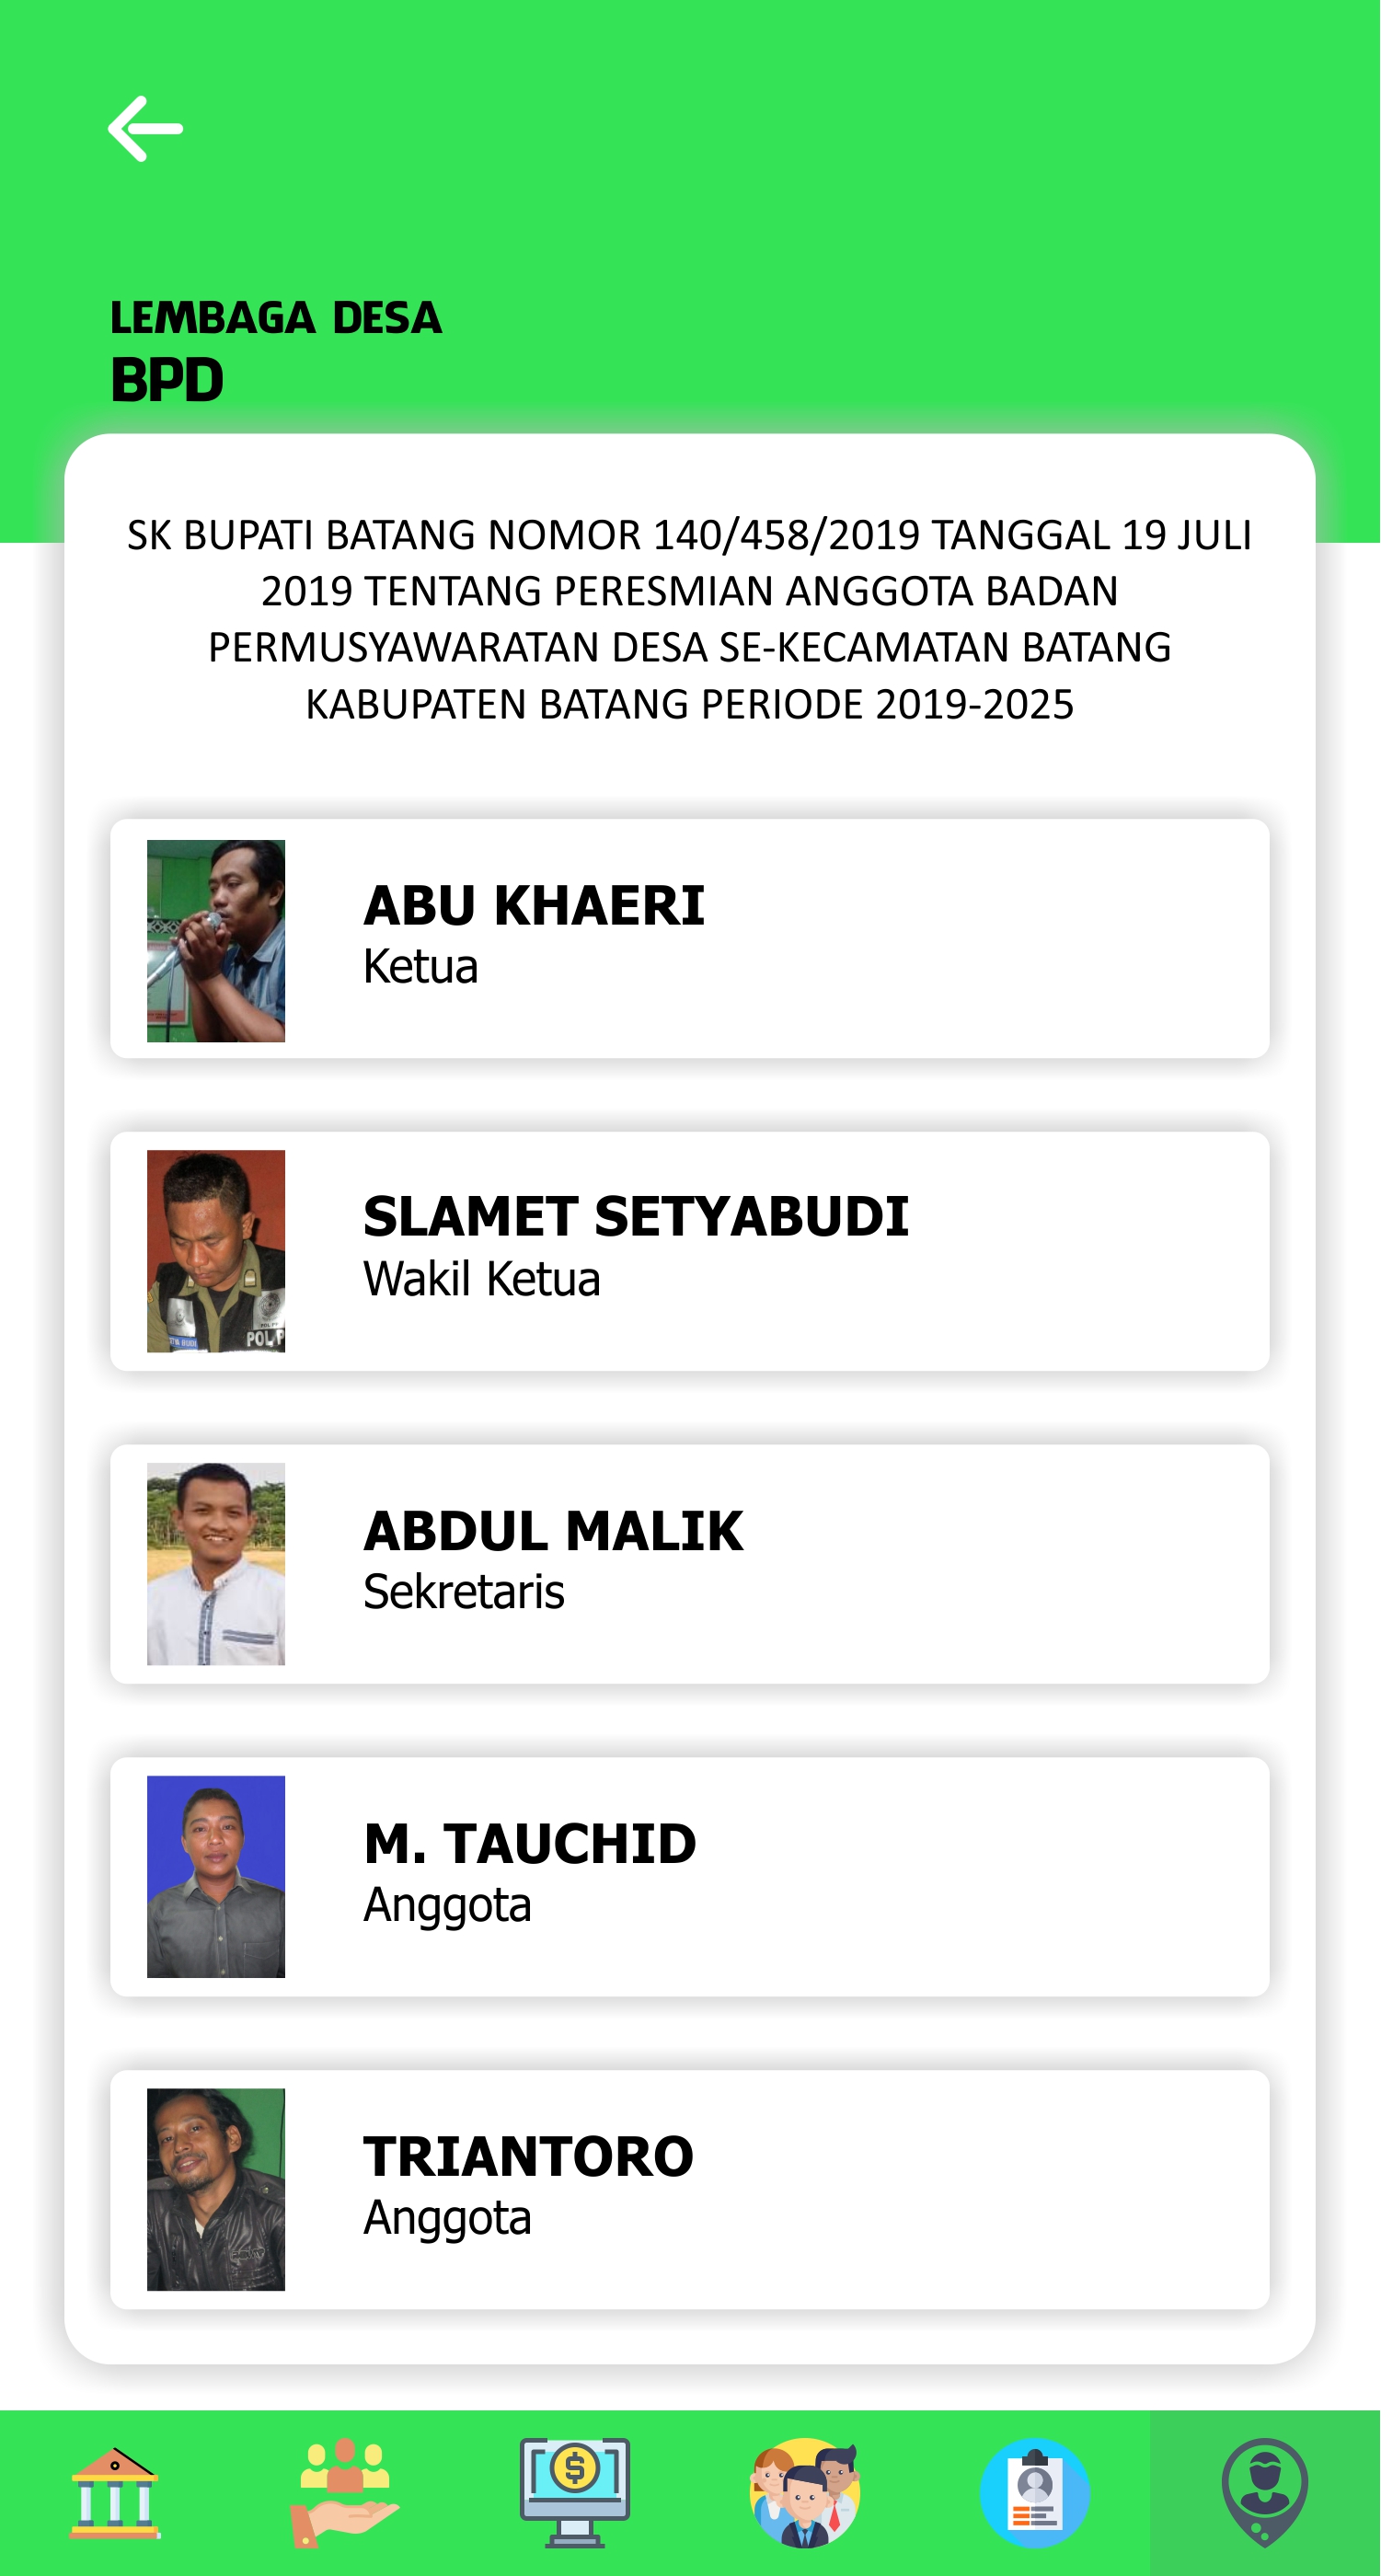 LEMBAGA DESA
BPD
SK BUPATI BATANG NOMOR 140/458/2019 TANGGAL 19 JULI
2019 TENTANG PERESMIAN ANGGOTA BADAN
PERMUSYAWARATAN DESA SE-KECAMATAN BATANG
KABUPATEN BATANG PERIODE 2019-2025
ABU KHAERI
Ketua
SLAMET SETYABUDI
Wakil Ketua
POL P
ABDUL MALIK
Sekretaris
M. TAUCHID
Anggota
TRIANTORO
Anggota